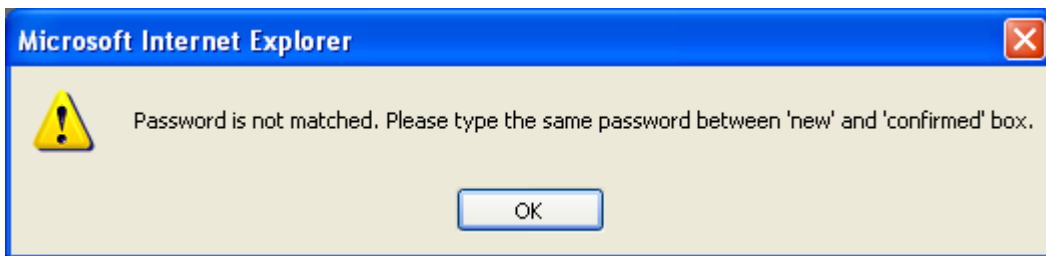 Microsoft Internet Explorer
Password is not matched. Please type the same password between 'new' and 'confirmed' box.
OK